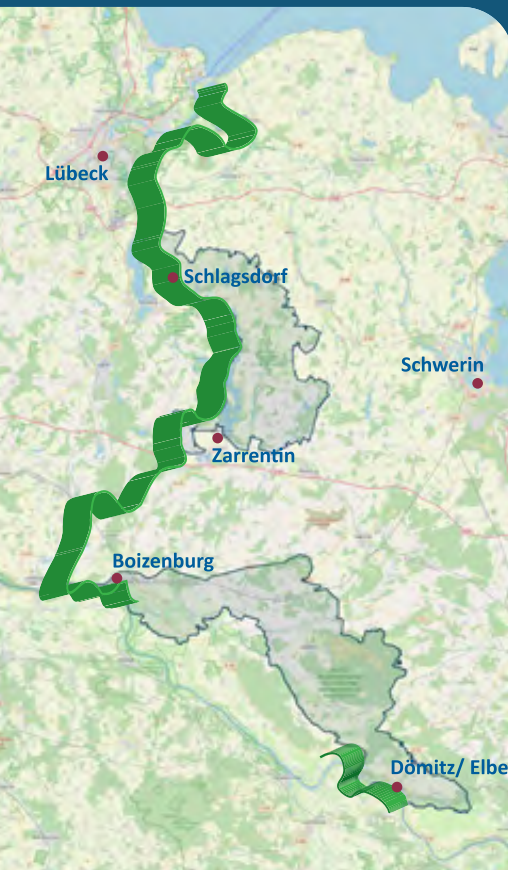 Lübeck
Schlagsdorf
Schwerin
Zarrentin
Boizenburg
Dömitz/ Elbe